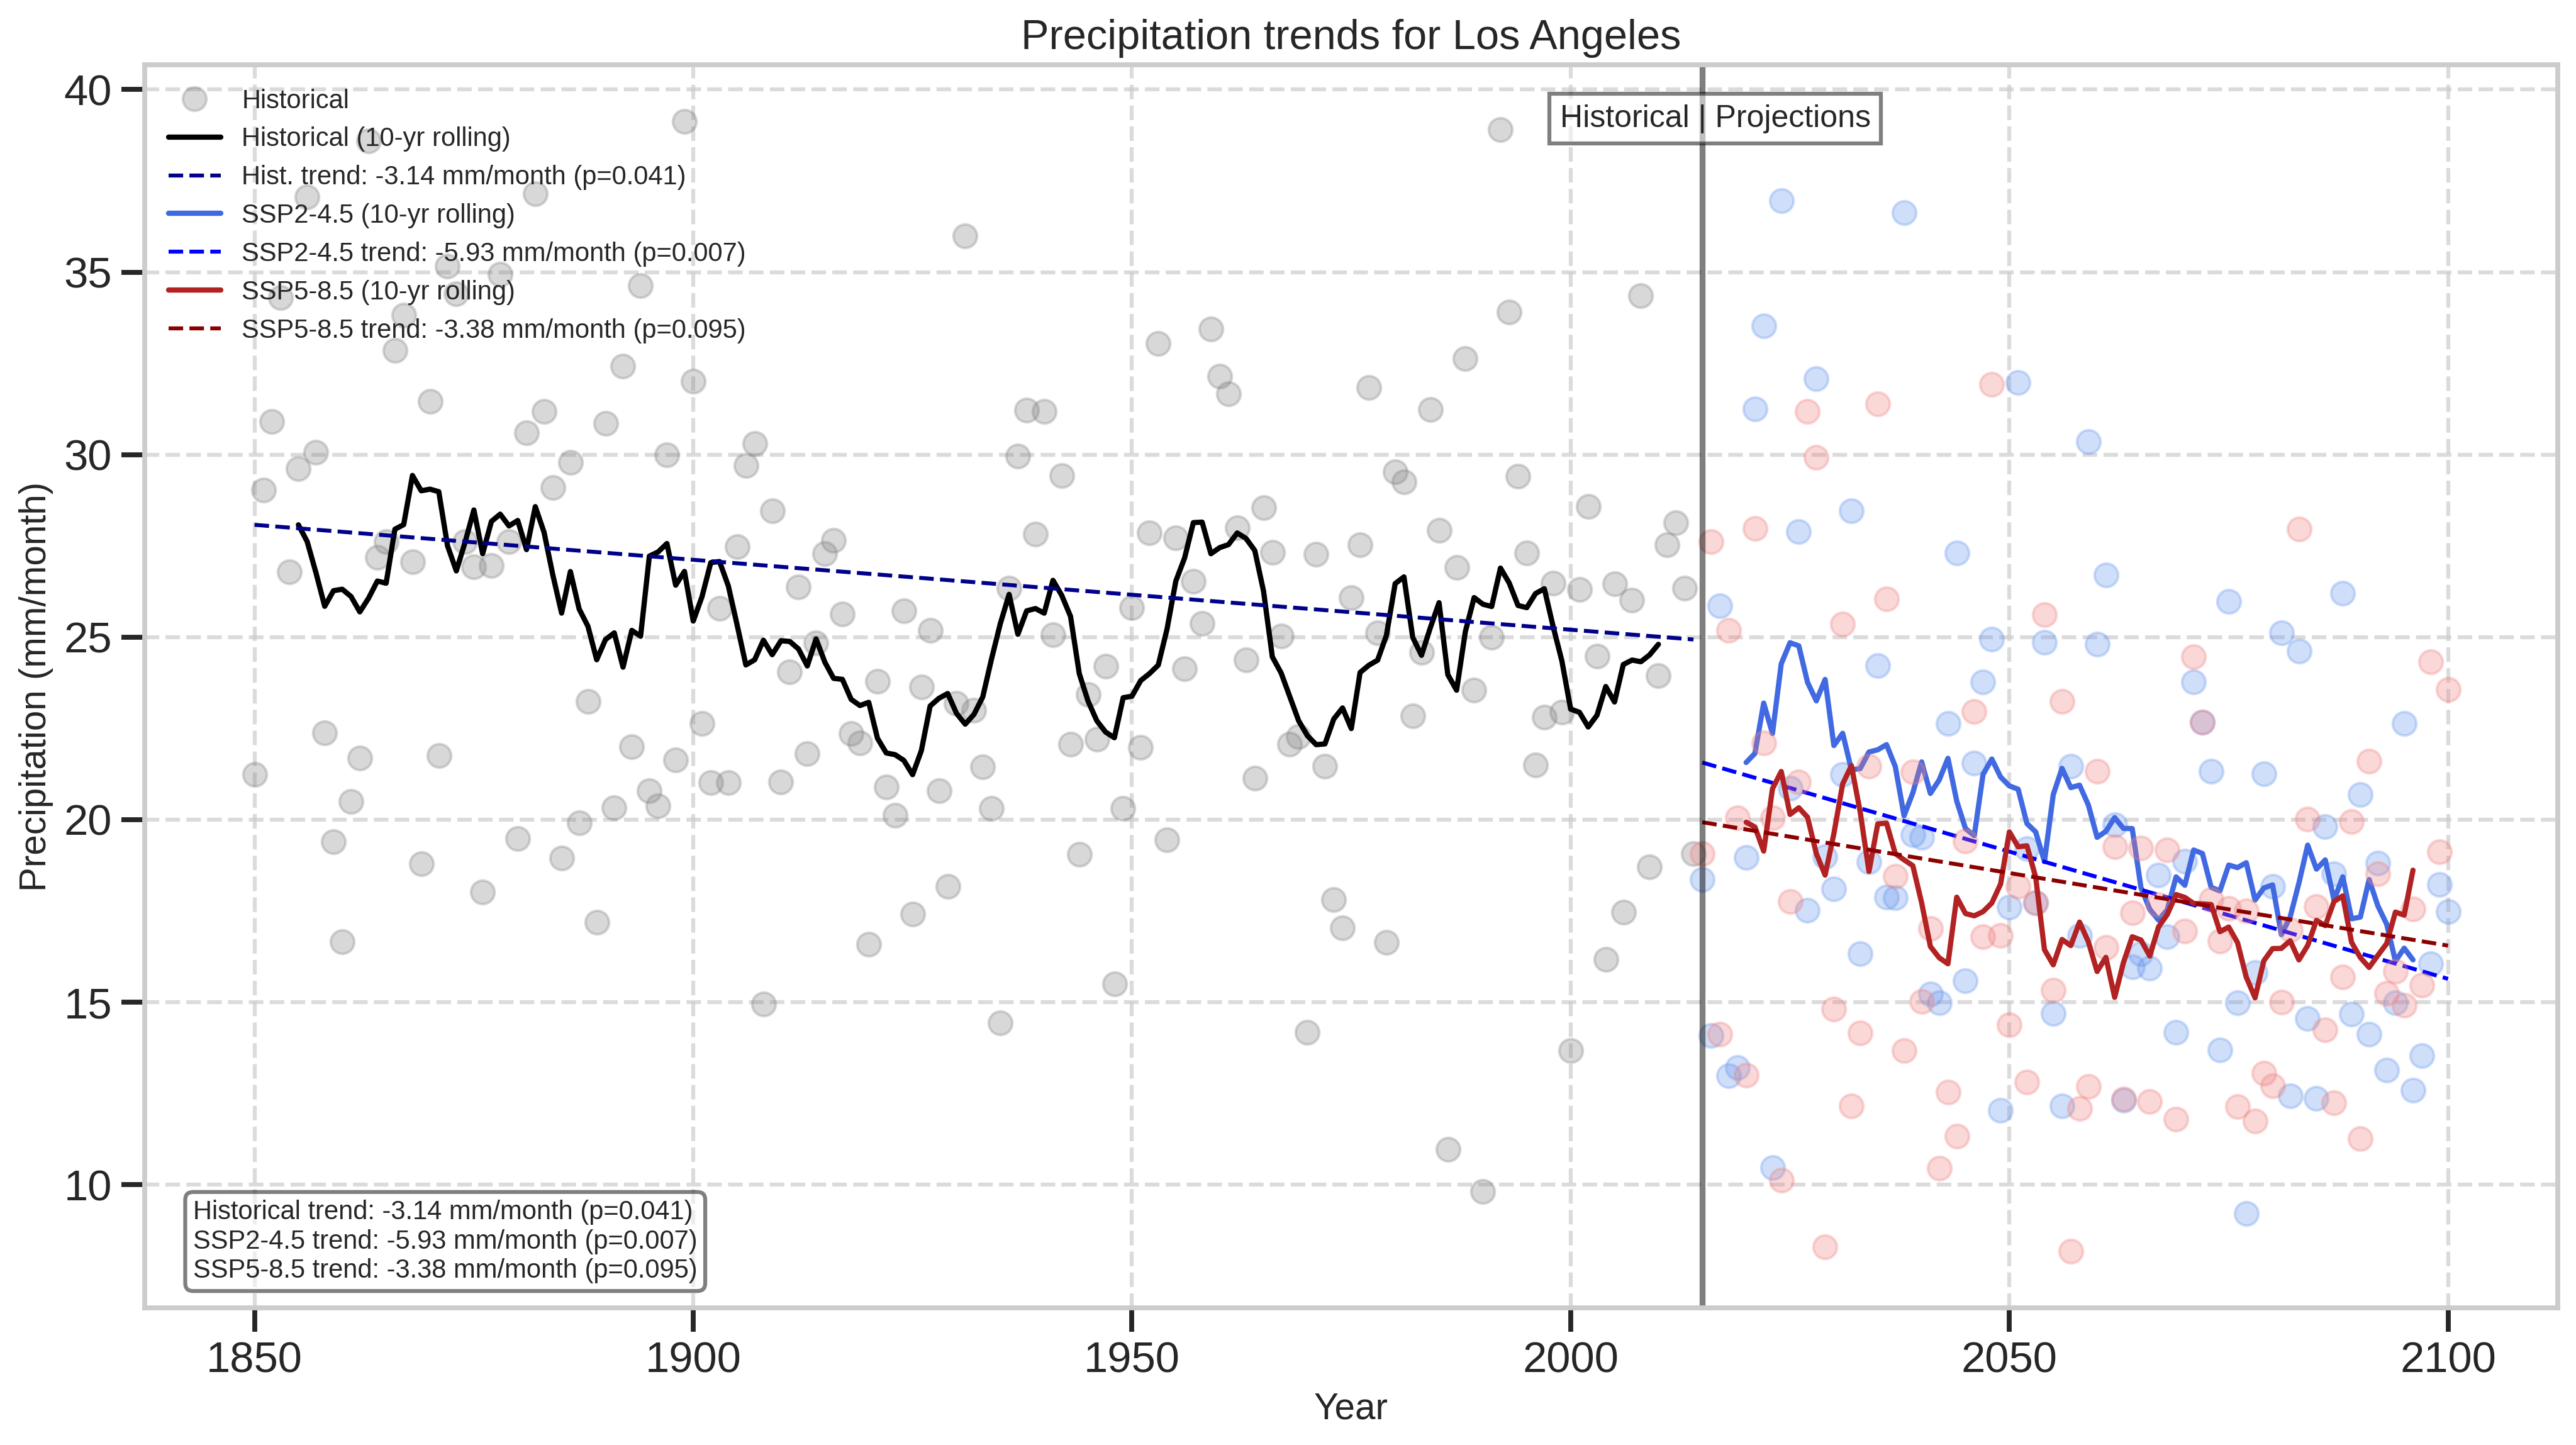 Precipitation trends for Los Angeles
40
35
30
25
20
15
10
Precipitation (mm/month)
Historical
Historical (10-yr rolling)
Hist. trend: -3.14 mm/month (p=0.041)
SSP2-4.5 (10-yr rolling)
SSP2-4.5 trend: -5.93 mm/month (p=0.007)
SSP5-8.5 (10-yr rolling)
SSP5-8.5 trend: -3.38 mm/month (p=0.095)
Historical | Projections
Historical trend: -3.14 mm/month (p=0.041)
SSP2-4.5 trend: -5.93 mm/month (p=0.007)
SSP5-8.5 trend: -3.38 mm/month (p=0.095)
1850 1900 1950 2000 2050 2100
Year